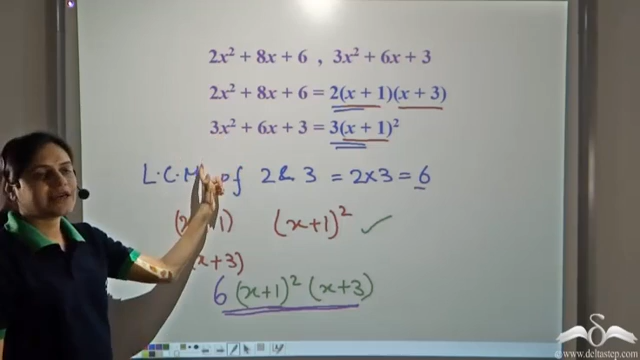 2x² + 8x + 6 , 3x² + 6x + 3
2x² + 8x + 6 = 2(x + 1)(x + 3)
3x² + 6x + 3 = 3(x + 1)²
L.C.M. of 2 & 3 = 2×3 = 6
(x+1) (x+1)² ✓
(x+3)
6(x+1)² (x+3)
www.deltastep.com